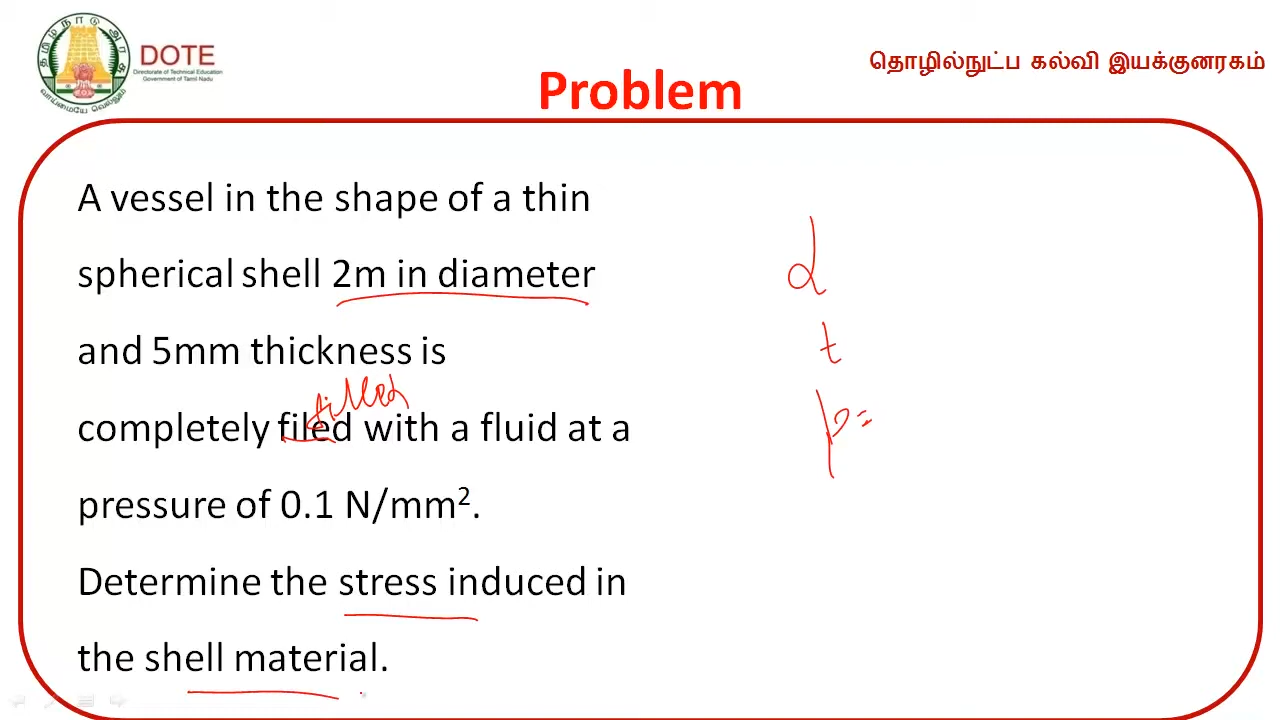 தமிழ்நாடு அரசு
வாய்மையே வெல்லும்
DOTE
Directorate of Technical Education
Government of Tamil Nadu
தொழில்நுட்ப கல்வி இயக்குனரகம்
Problem
A vessel in the shape of a thin
spherical shell 2m in diameter
and 5mm thickness is
filled
completely filed with a fluid at a
pressure of 0.1 N/mm².
Determine the stress induced in
the shell material.
d
t
p=